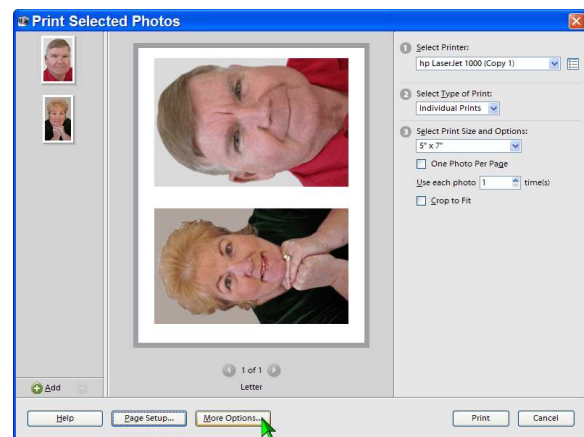 Print Selected Photos
1 Select Printer:
hp LaserJet 1000 (Copy 1)
2 Select Type of Print:
Individual Prints
3 Select Print Size and Options:
5" x 7"
One Photo Per Page
Use each photo 1 time(s)
Crop to Fit
1 of 1
Letter
Add
Help
Page Setup...
More Options...
Print
Cancel